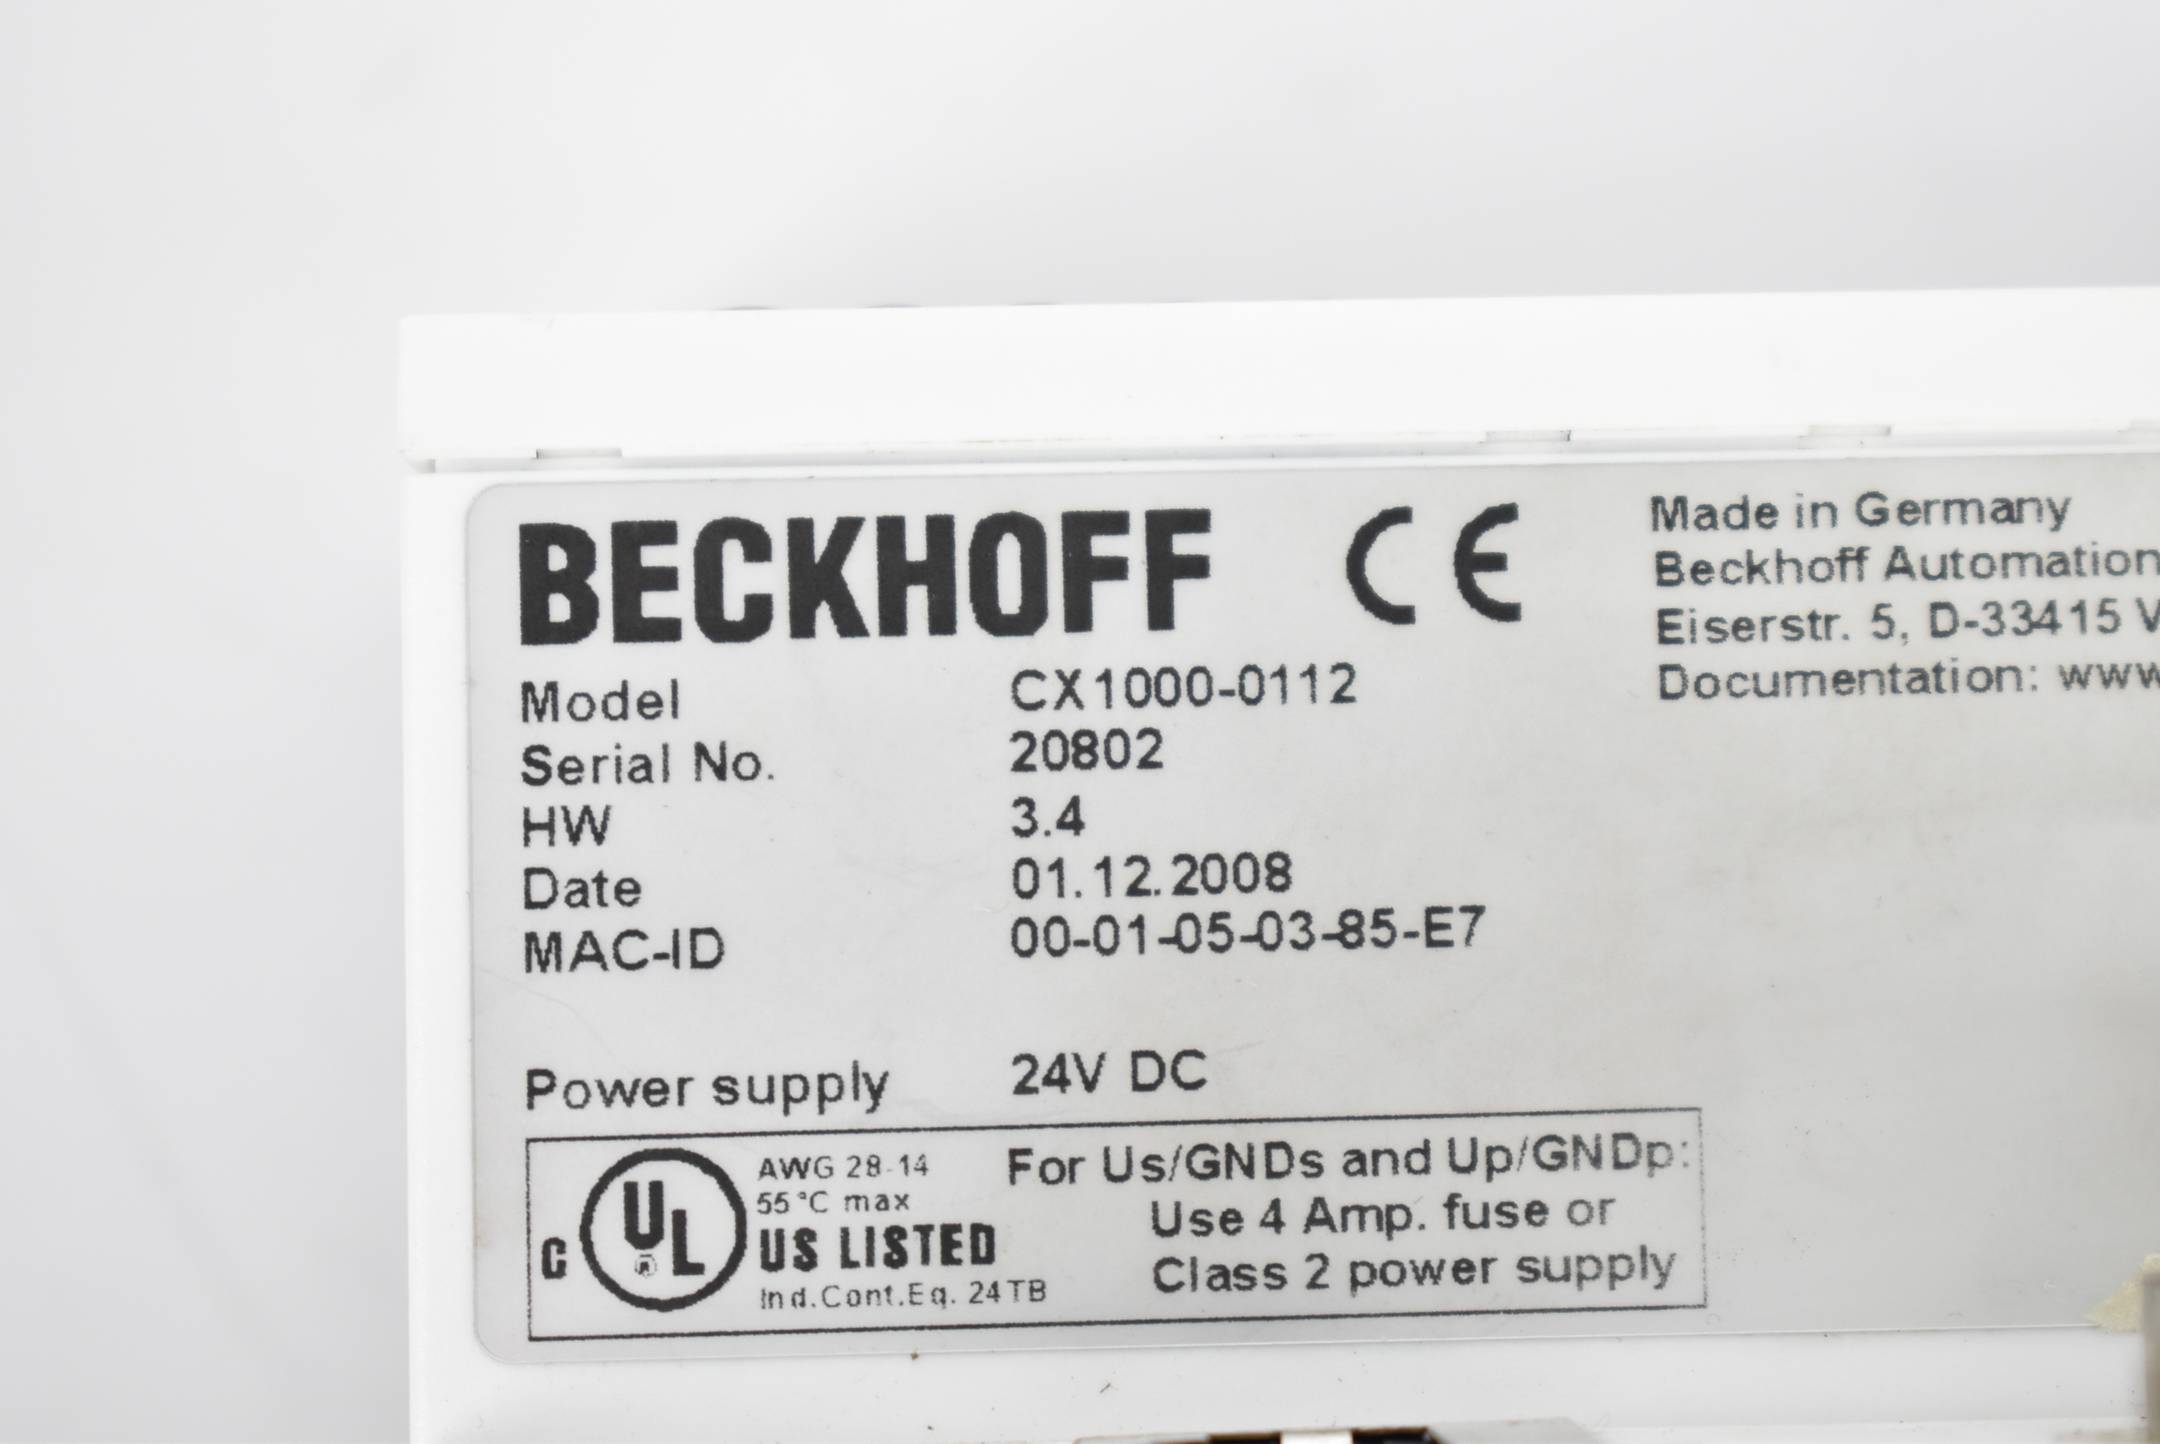 BECKHOFF CE
Made in Germany
Beckhoff Automation
Eiserstr. 5, D-33415
Documentation: www
Model CX1000-0112
Serial No. 20802
HW 3.4
Date 01.12.2008
MAC-ID 00-01-05-03-85-E7
Power supply 24V DC
C UL ® US LISTED
AWG 28-14
55°C max
Ind.Cont.Eq. 24TB
For Us/GNDs and Up/GNDp:
Use 4 Amp. fuse or
Class 2 power supply